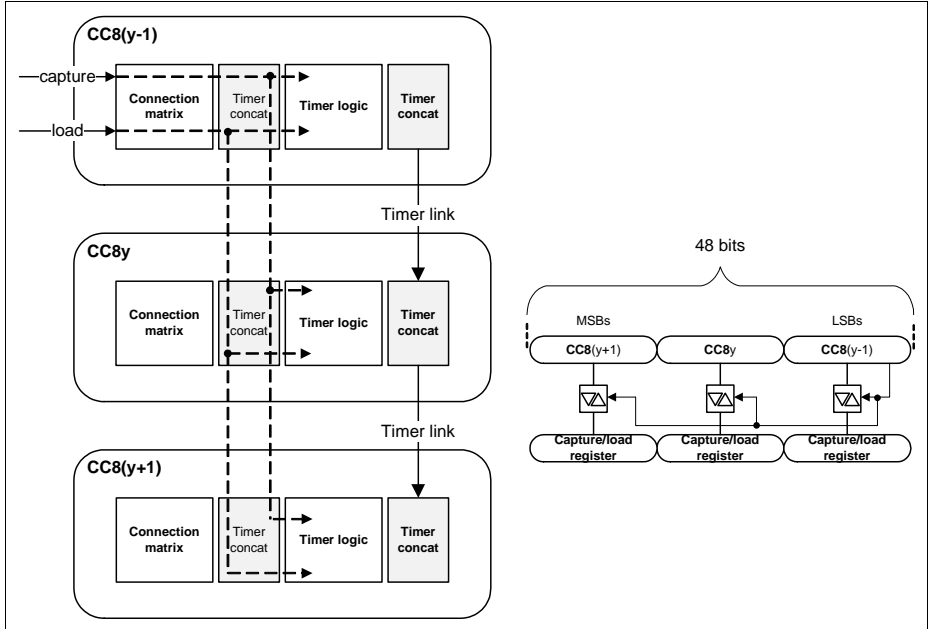 CC8(y-1)
capture
load
Connection
matrix
Timer
concat
Timer logic
Timer
concat
Timer link
CC8y
Connection
matrix
Timer
concat
Timer logic
Timer
concat
Timer link
CC8(y+1)
Connection
matrix
Timer
concat
Timer logic
Timer
concat
48 bits
MSBs
LSBs
CC8(y+1)
CC8y
CC8(y-1)
Capture/load
register
Capture/load
register
Capture/load
register